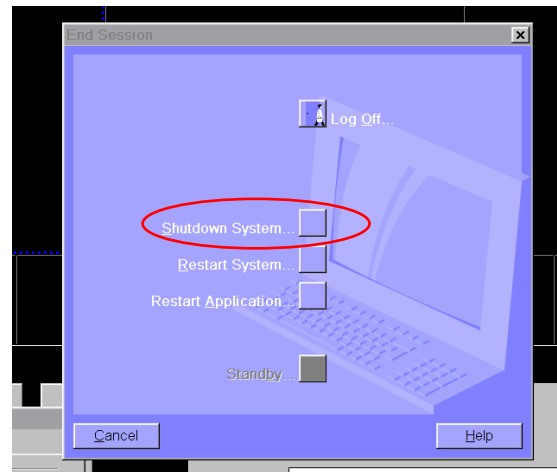 End Session
Log Off...
Shutdown System...
Restart System...
Restart Application...
Standby...
Cancel
Help